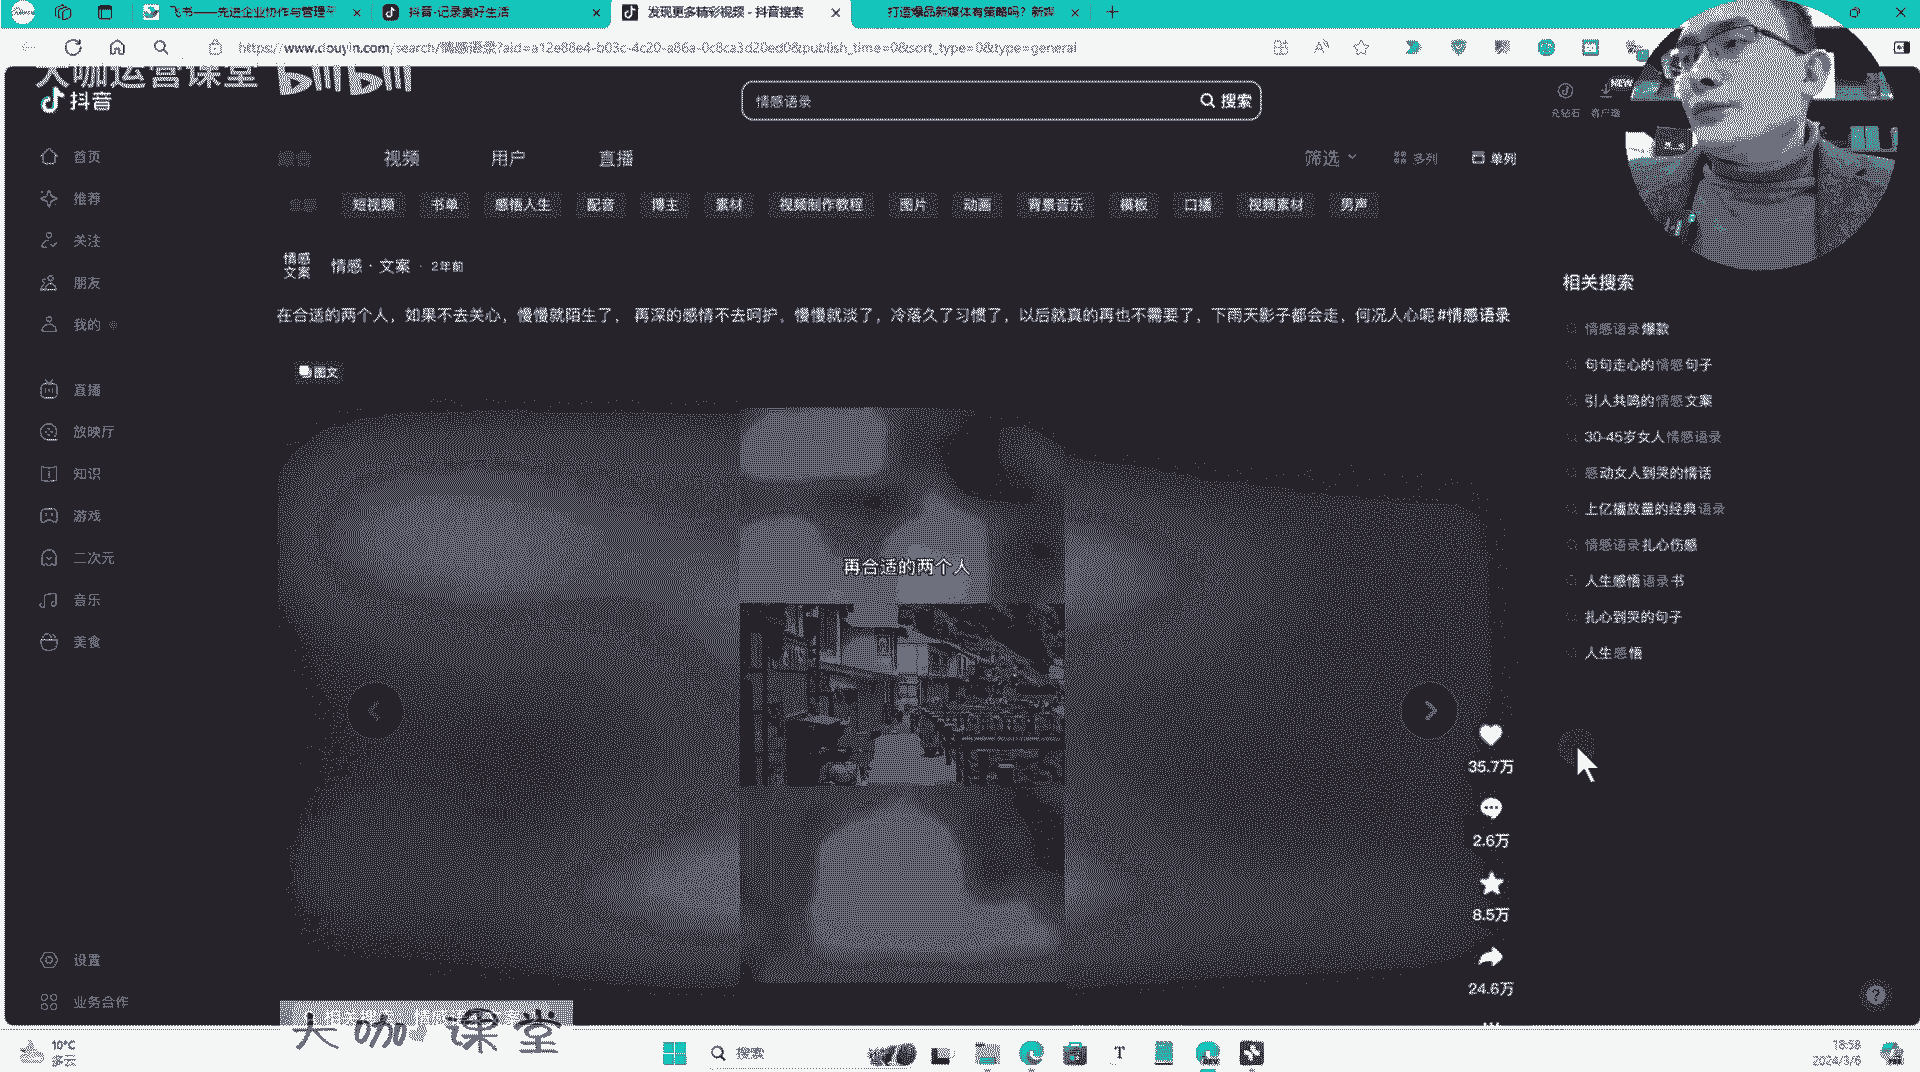 飞书——先进企业协作与管理平
抖音-记录美好生活
发现更多精彩视频 - 抖音搜索
打造爆品新媒体有策略吗？新媒
https://www.douyin.com/search/情感语录?aid=a12e88e4-b03c-4c20-a86a-0c8ca3d20ed0&publish_time=0&sort_type=0&type=general
大咖运营课堂 bilibili
抖音
情感语录
搜索
充钻石
客户端
NEW
首页
推荐
关注
朋友
我的
直播
放映厅
知识
游戏
二次元
音乐
美食
设置
业务合作
视频
用户
直播
筛选
多列
单列
短视频
书单
感悟人生
配音
博主
素材
视频制作教程
图片
动画
背景音乐
模板
口播
视频素材
男声
情感
文案
情感·文案 · 2年前
在合适的两个人，如果不去关心，慢慢就陌生了， 再深的感情不去呵护，慢慢就淡了，冷落久了习惯了，以后就真的再也不需要了，下雨天影子都会走，何况人心呢#情感语录
图文
再合适的两个人
35.7万
2.6万
8.5万
24.6万
相关搜索
情感语录爆款
句句走心的情感句子
引人共鸣的情感文案
30-45岁女人情感语录
感动女人到哭的情话
上亿播放量的经典语录
情感语录扎心伤感
人生感悟语录书
扎心到哭的句子
人生感悟
大咖课堂
10°C
多云
搜索
18:58
2024/3/6